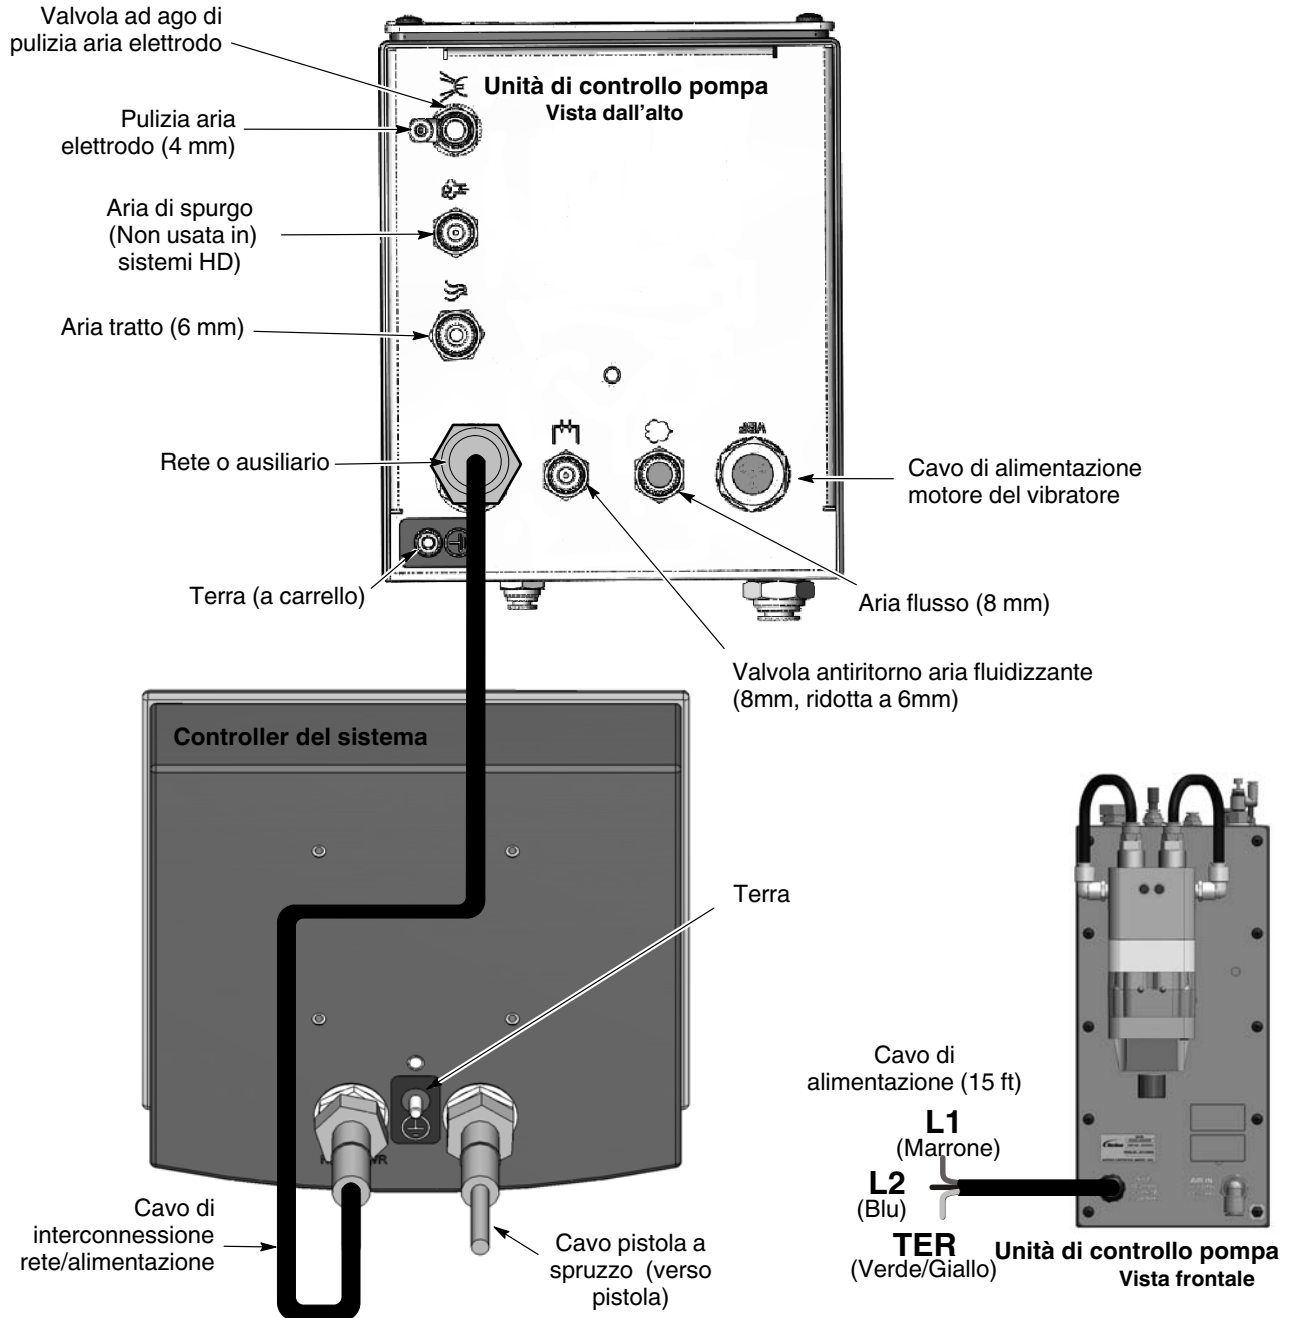 Valvola ad ago di
pulizia aria elettrodo
Unità di controllo pompa
Vista dall'alto
Pulizia aria
elettrodo (4 mm)
Aria di spurgo
(Non usata in)
sistemi HD)
Aria tratto (6 mm)
Rete o ausiliario
Cavo di alimentazione
motore del vibratore
Terra (a carrello)
Aria flusso (8 mm)
Valvola antiritorno aria fluidizzante
(8mm, ridotta a 6mm)
Controller del sistema
Terra
Cavo di
alimentazione (15 ft)
L1
(Marrone)
L2
(Blu)
TER
(Verde/Giallo)
Cavo di
interconnessione
rete/alimentazione
Cavo pistola a
spruzzo (verso
pistola)
Unità di controllo pompa
Vista frontale